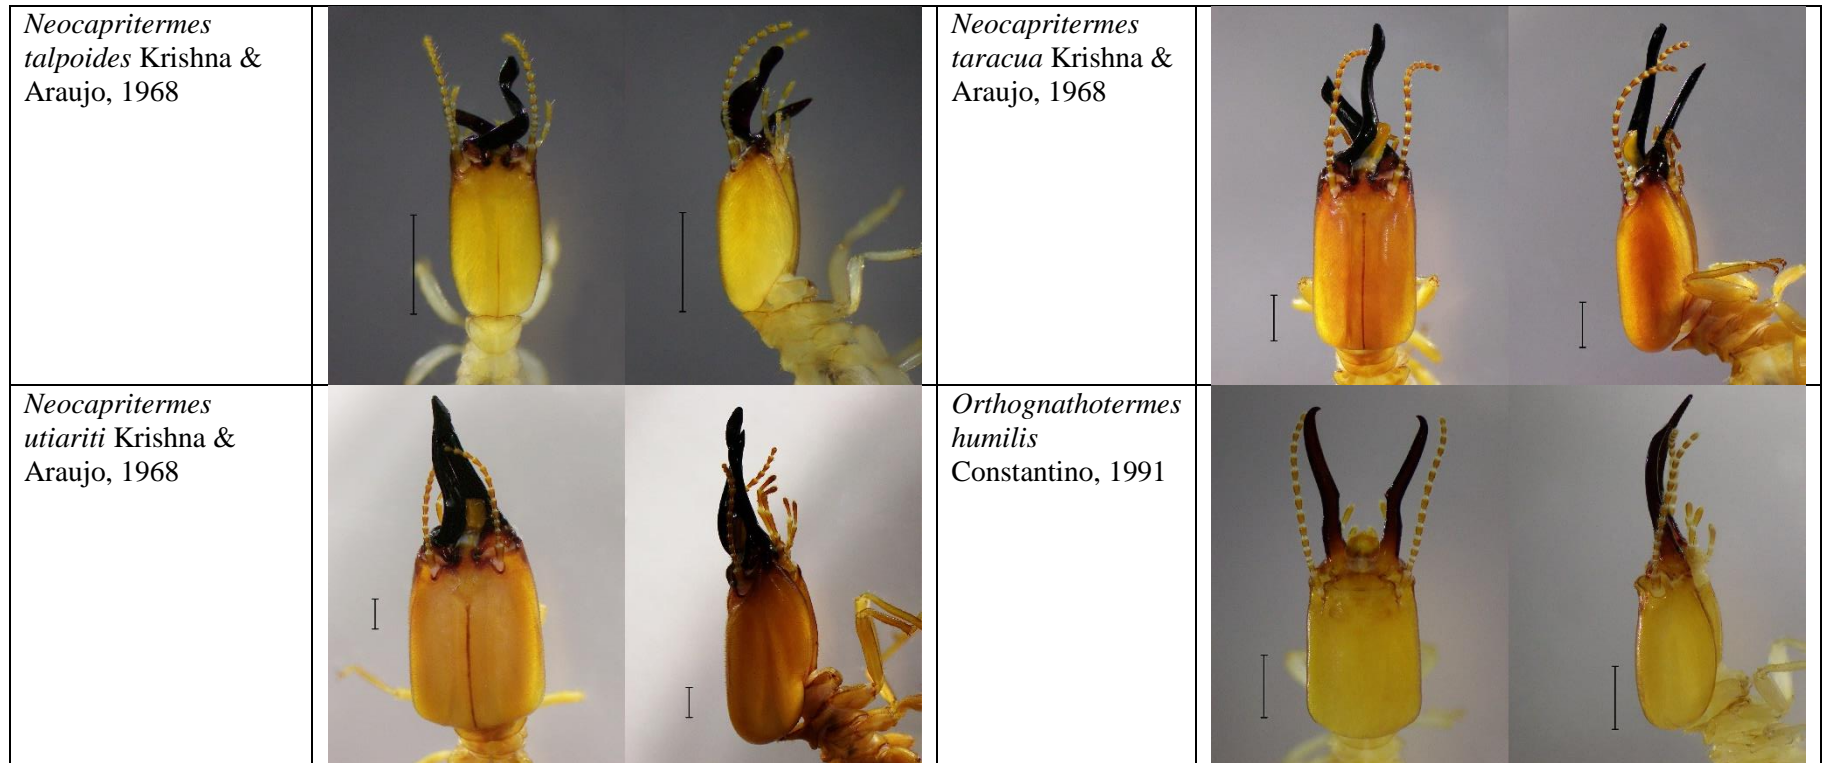 Neocapritermes
talpoides Krishna &
Araujo, 1968
Neocapritermes
taracua Krishna &
Araujo, 1968
Neocapritermes
utiariti Krishna &
Araujo, 1968
Orthognathotermes
humilis
Constantino, 1991